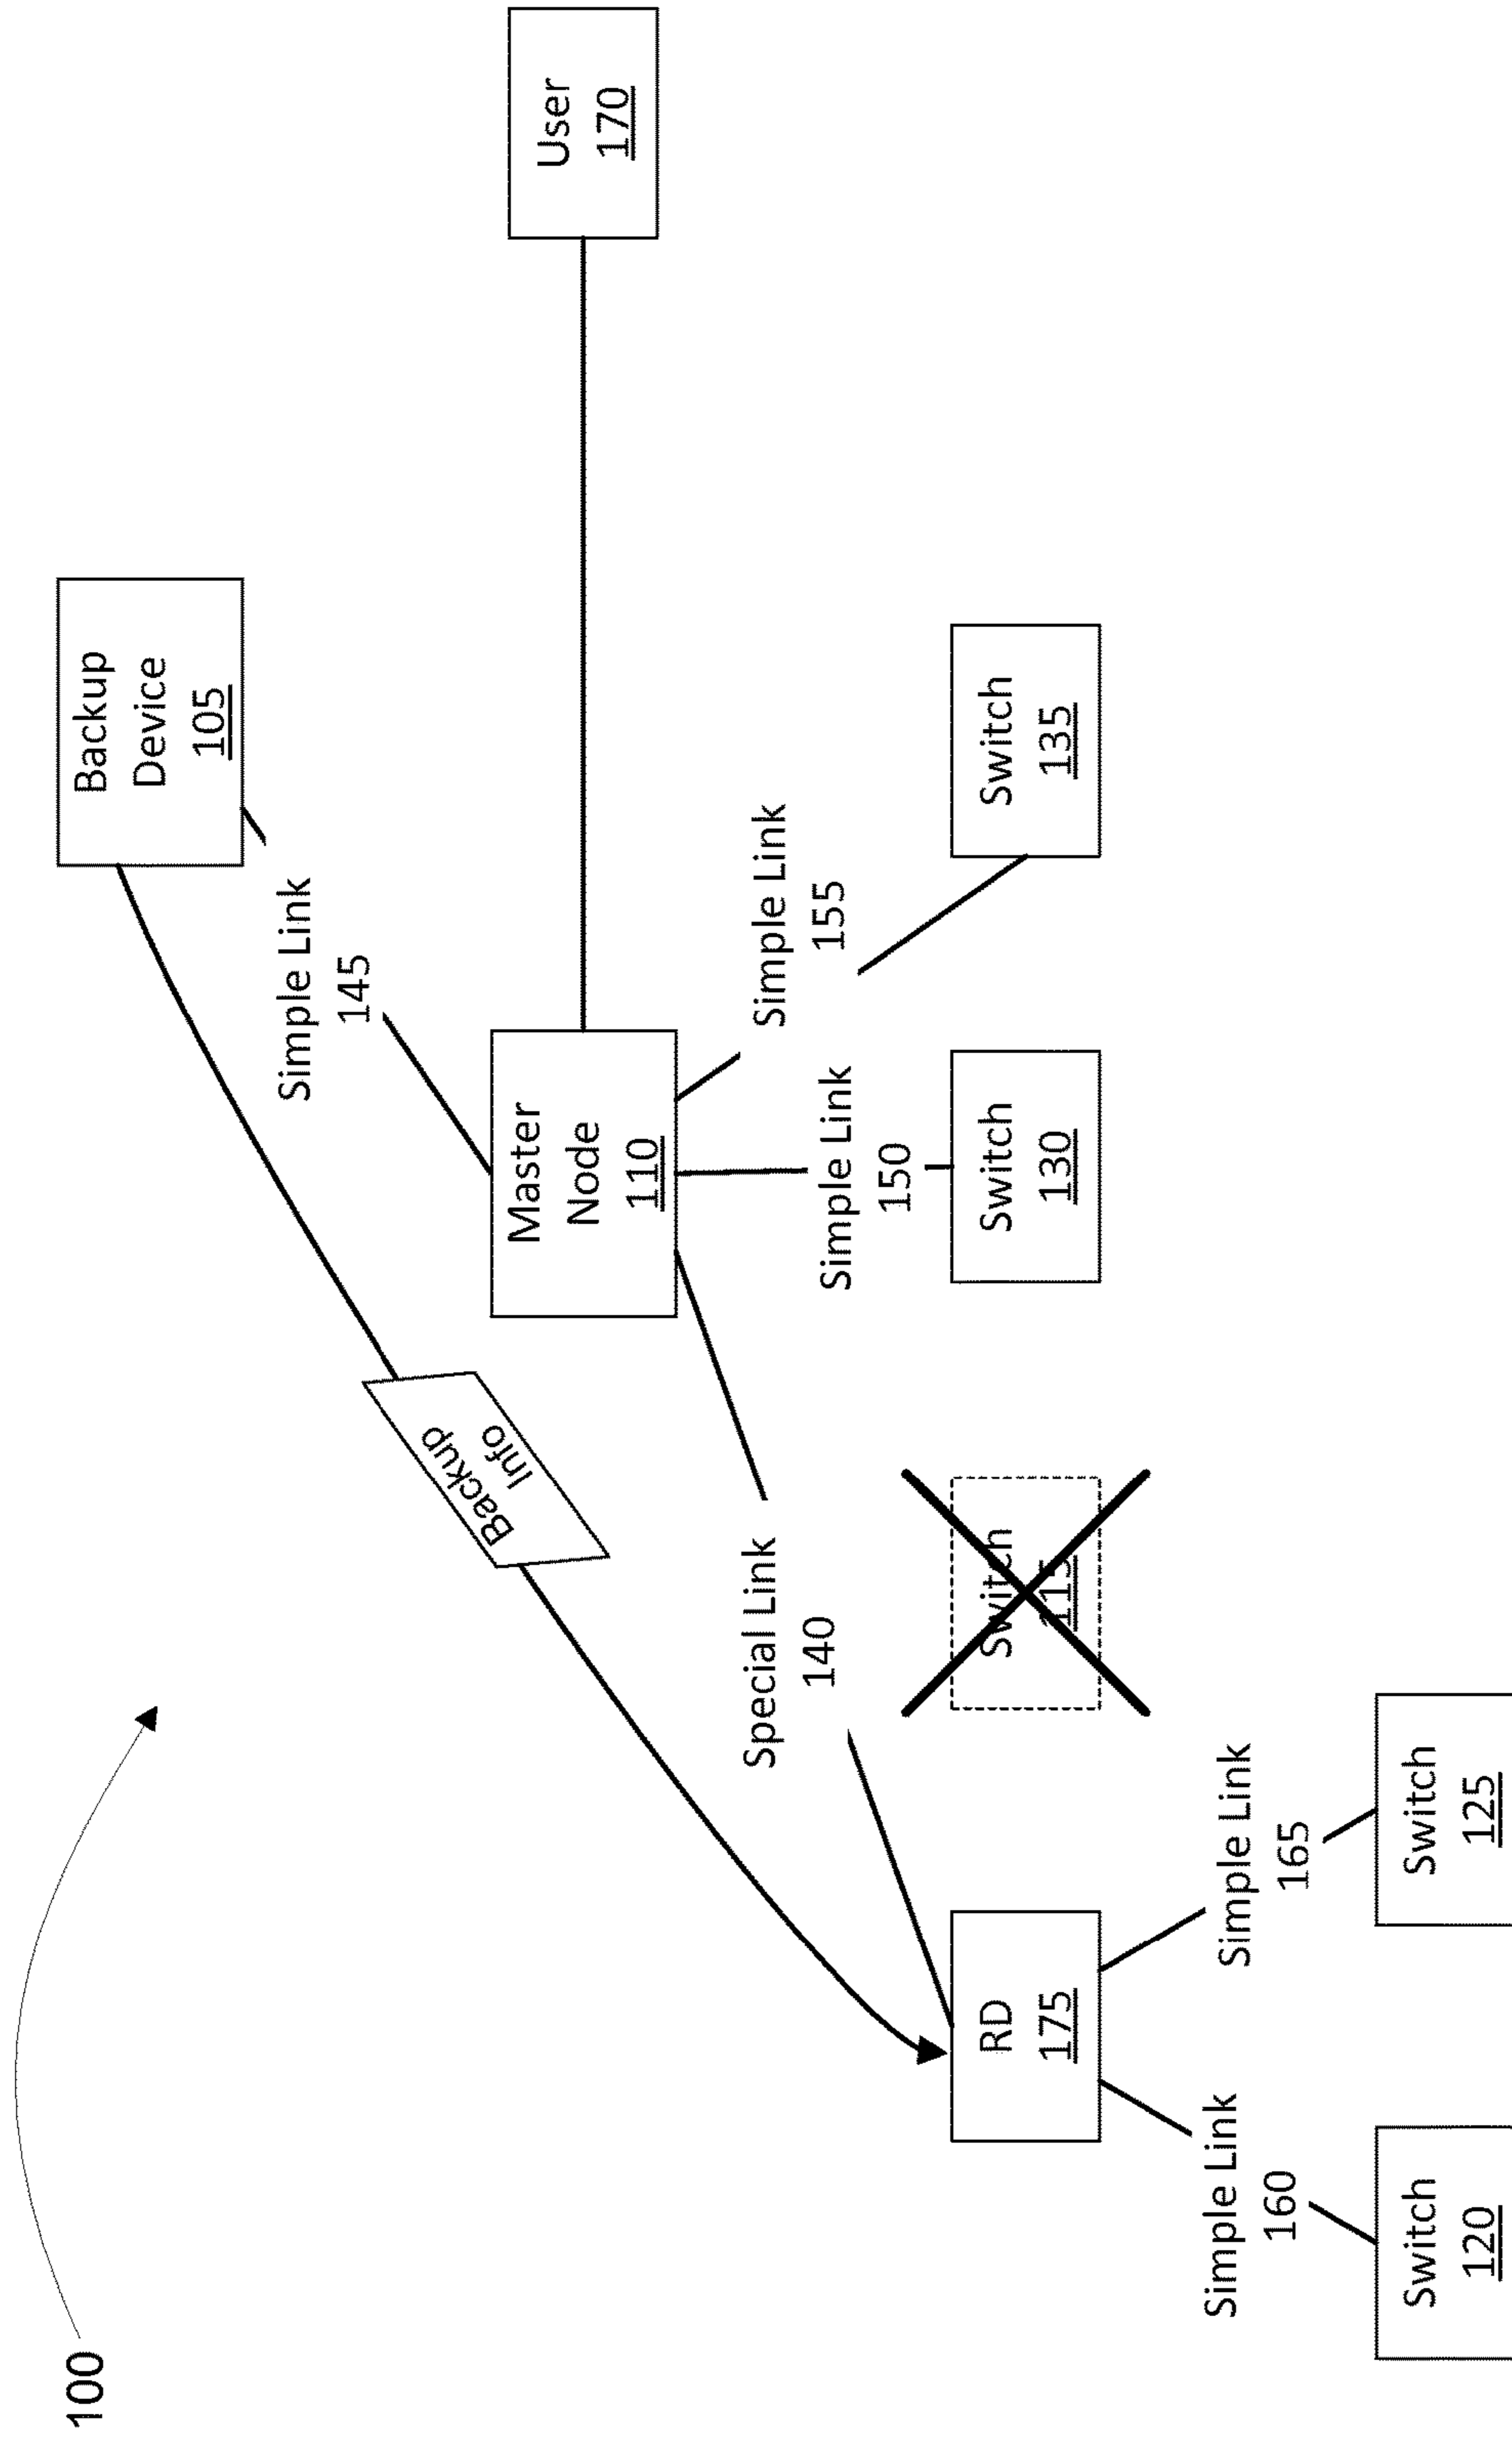 100
Backup
Device
105
Simple Link
145
Backup
Info
Master
Node
110
User
170
Special Link
140
Simple Link
150
Simple Link
155
RD
175
Switch
115
Switch
130
Switch
135
Simple Link
160
Simple Link
165
Switch
120
Switch
125